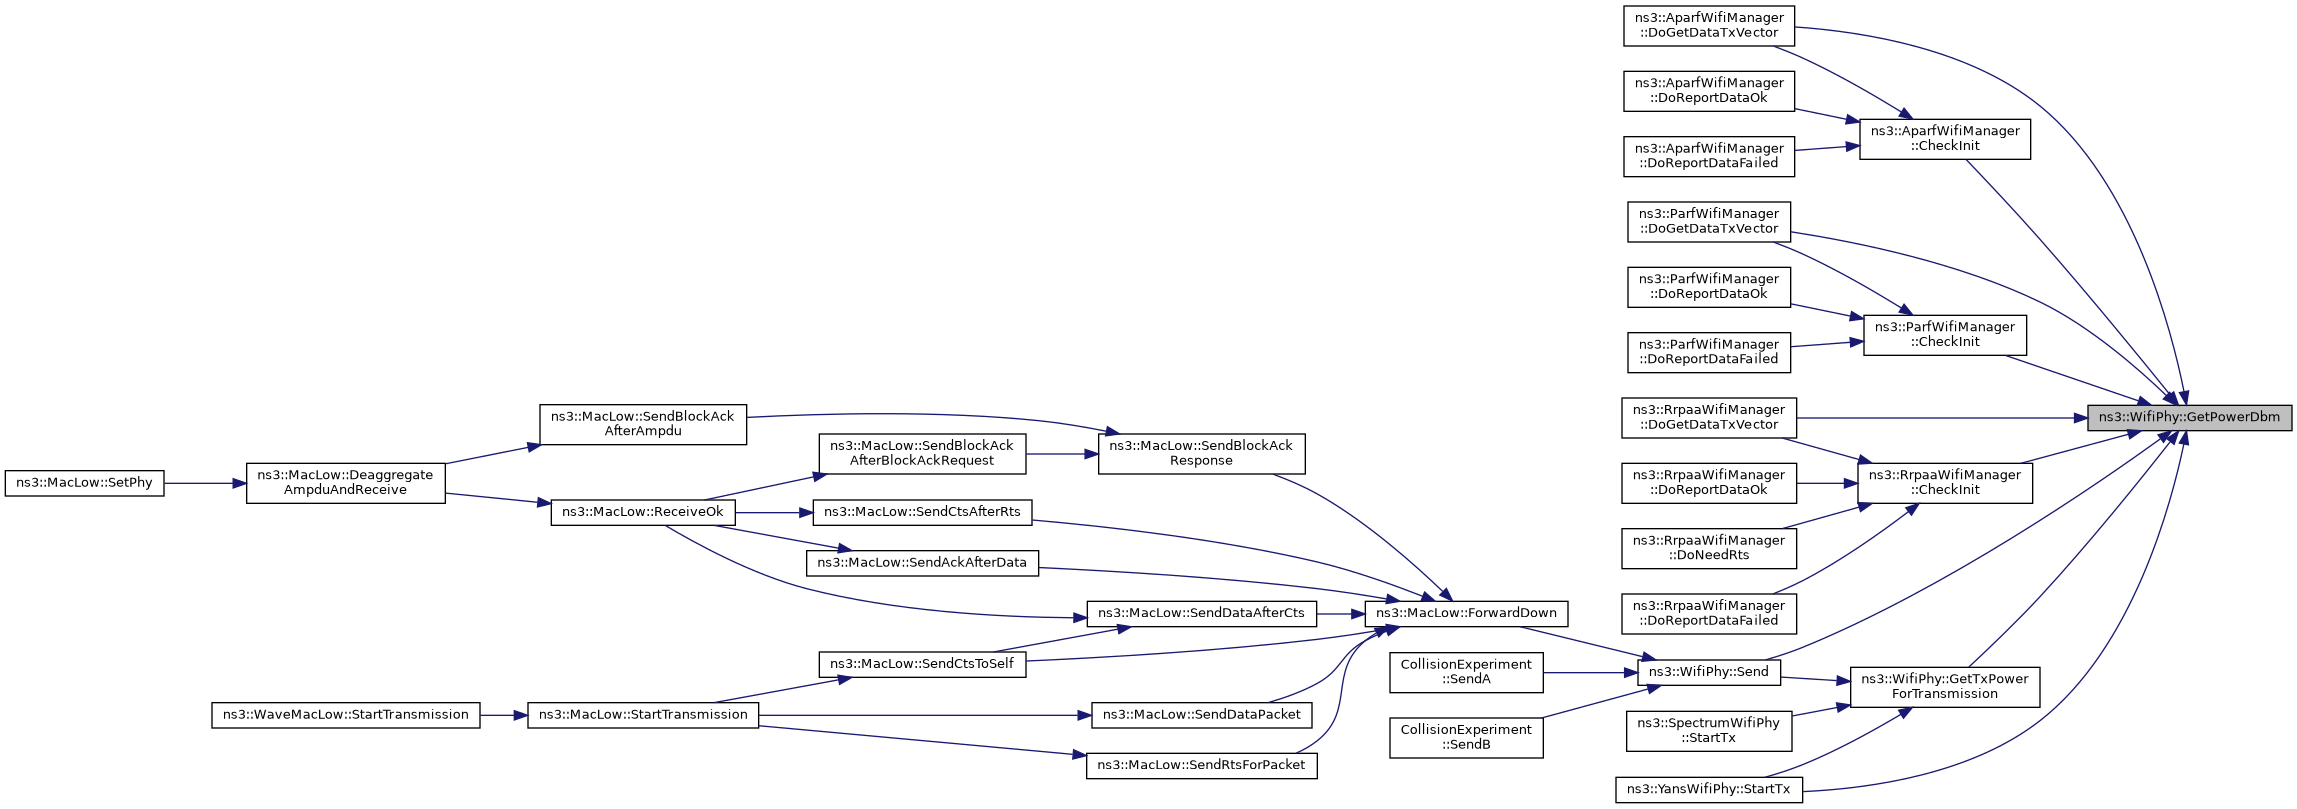 ns3::AparfWifiManager
::DoGetDataTxVector
ns3::AparfWifiManager
::DoReportDataOk
ns3::AparfWifiManager
::CheckInit
ns3::AparfWifiManager
::DoReportDataFailed
ns3::ParfWifiManager
::DoGetDataTxVector
ns3::ParfWifiManager
::DoReportDataOk
ns3::ParfWifiManager
::CheckInit
ns3::ParfWifiManager
::DoReportDataFailed
ns3::WifiPhy::GetPowerDbm
ns3::RrpaaWifiManager
::DoGetDataTxVector
ns3::RrpaaWifiManager
::DoReportDataOk
ns3::RrpaaWifiManager
::CheckInit
ns3::RrpaaWifiManager
::DoNeedRts
ns3::RrpaaWifiManager
::DoReportDataFailed
ns3::MacLow::SendBlockAck
AfterAmpdu
ns3::MacLow::SendBlockAck
AfterBlockAckRequest
ns3::MacLow::SendBlockAck
Response
ns3::MacLow::SetPhy
ns3::MacLow::Deaggregate
AmpduAndReceive
ns3::MacLow::ReceiveOk
ns3::MacLow::SendCtsAfterRts
ns3::MacLow::SendAckAfterData
ns3::MacLow::SendDataAfterCts
ns3::MacLow::ForwardDown
ns3::MacLow::SendCtsToSelf
CollisionExperiment
::SendA
ns3::WifiPhy::Send
ns3::WifiPhy::GetTxPower
ForTransmission
ns3::WaveMacLow::StartTransmission
ns3::MacLow::StartTransmission
ns3::MacLow::SendDataPacket
CollisionExperiment
::SendB
ns3::SpectrumWifiPhy
::StartTx
ns3::MacLow::SendRtsForPacket
ns3::YansWifiPhy::StartTx